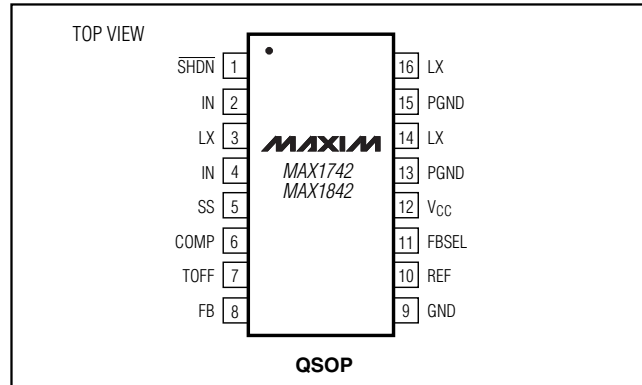 TOP VIEW
SHDN 1
IN 2
LX 3
IN 4
SS 5
COMP 6
TOFF 7
FB 8
MAXIM
MAX1742
MAX1842
16 LX
15 PGND
14 LX
13 PGND
12 VCC
11 FBSEL
10 REF
9 GND
QSOP